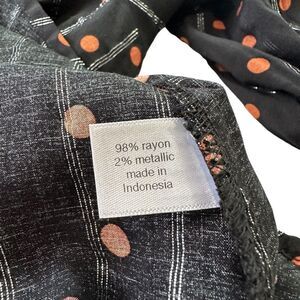 98% rayon
2% metallic
made in
Indonesia